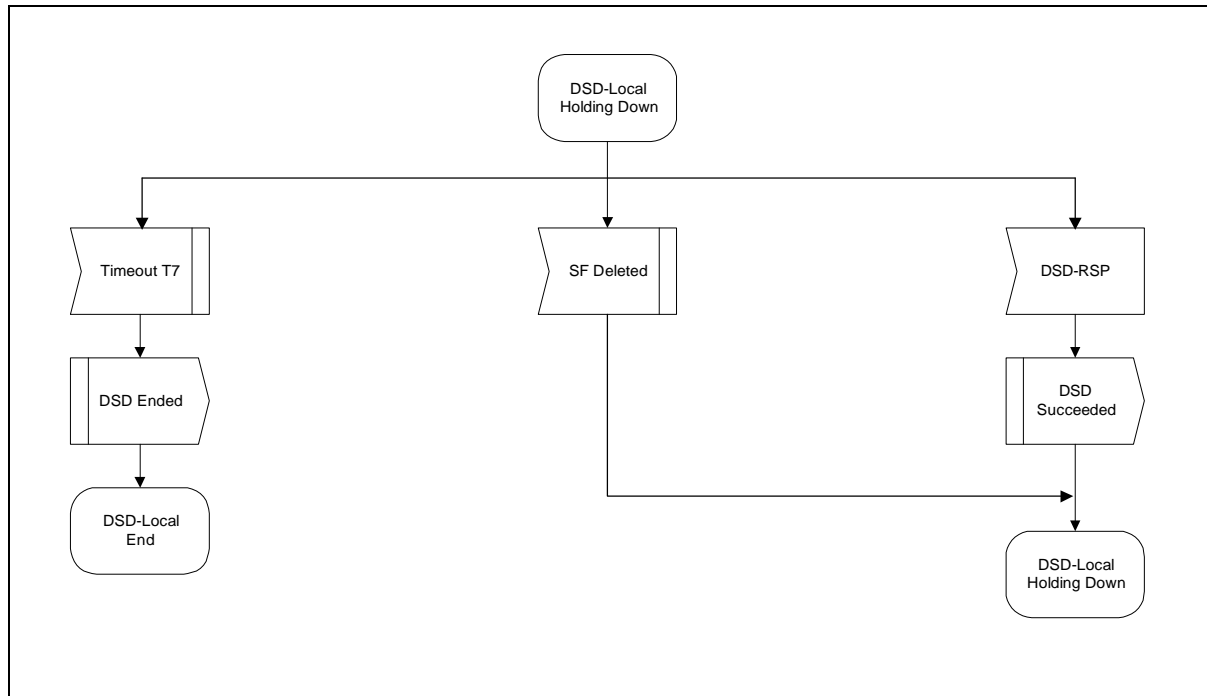 DSD-Local
Holding Down
Timeout T7
SF Deleted
DSD-RSP
DSD Ended
DSD
Succeeded
DSD-Local
End
DSD-Local
Holding Down